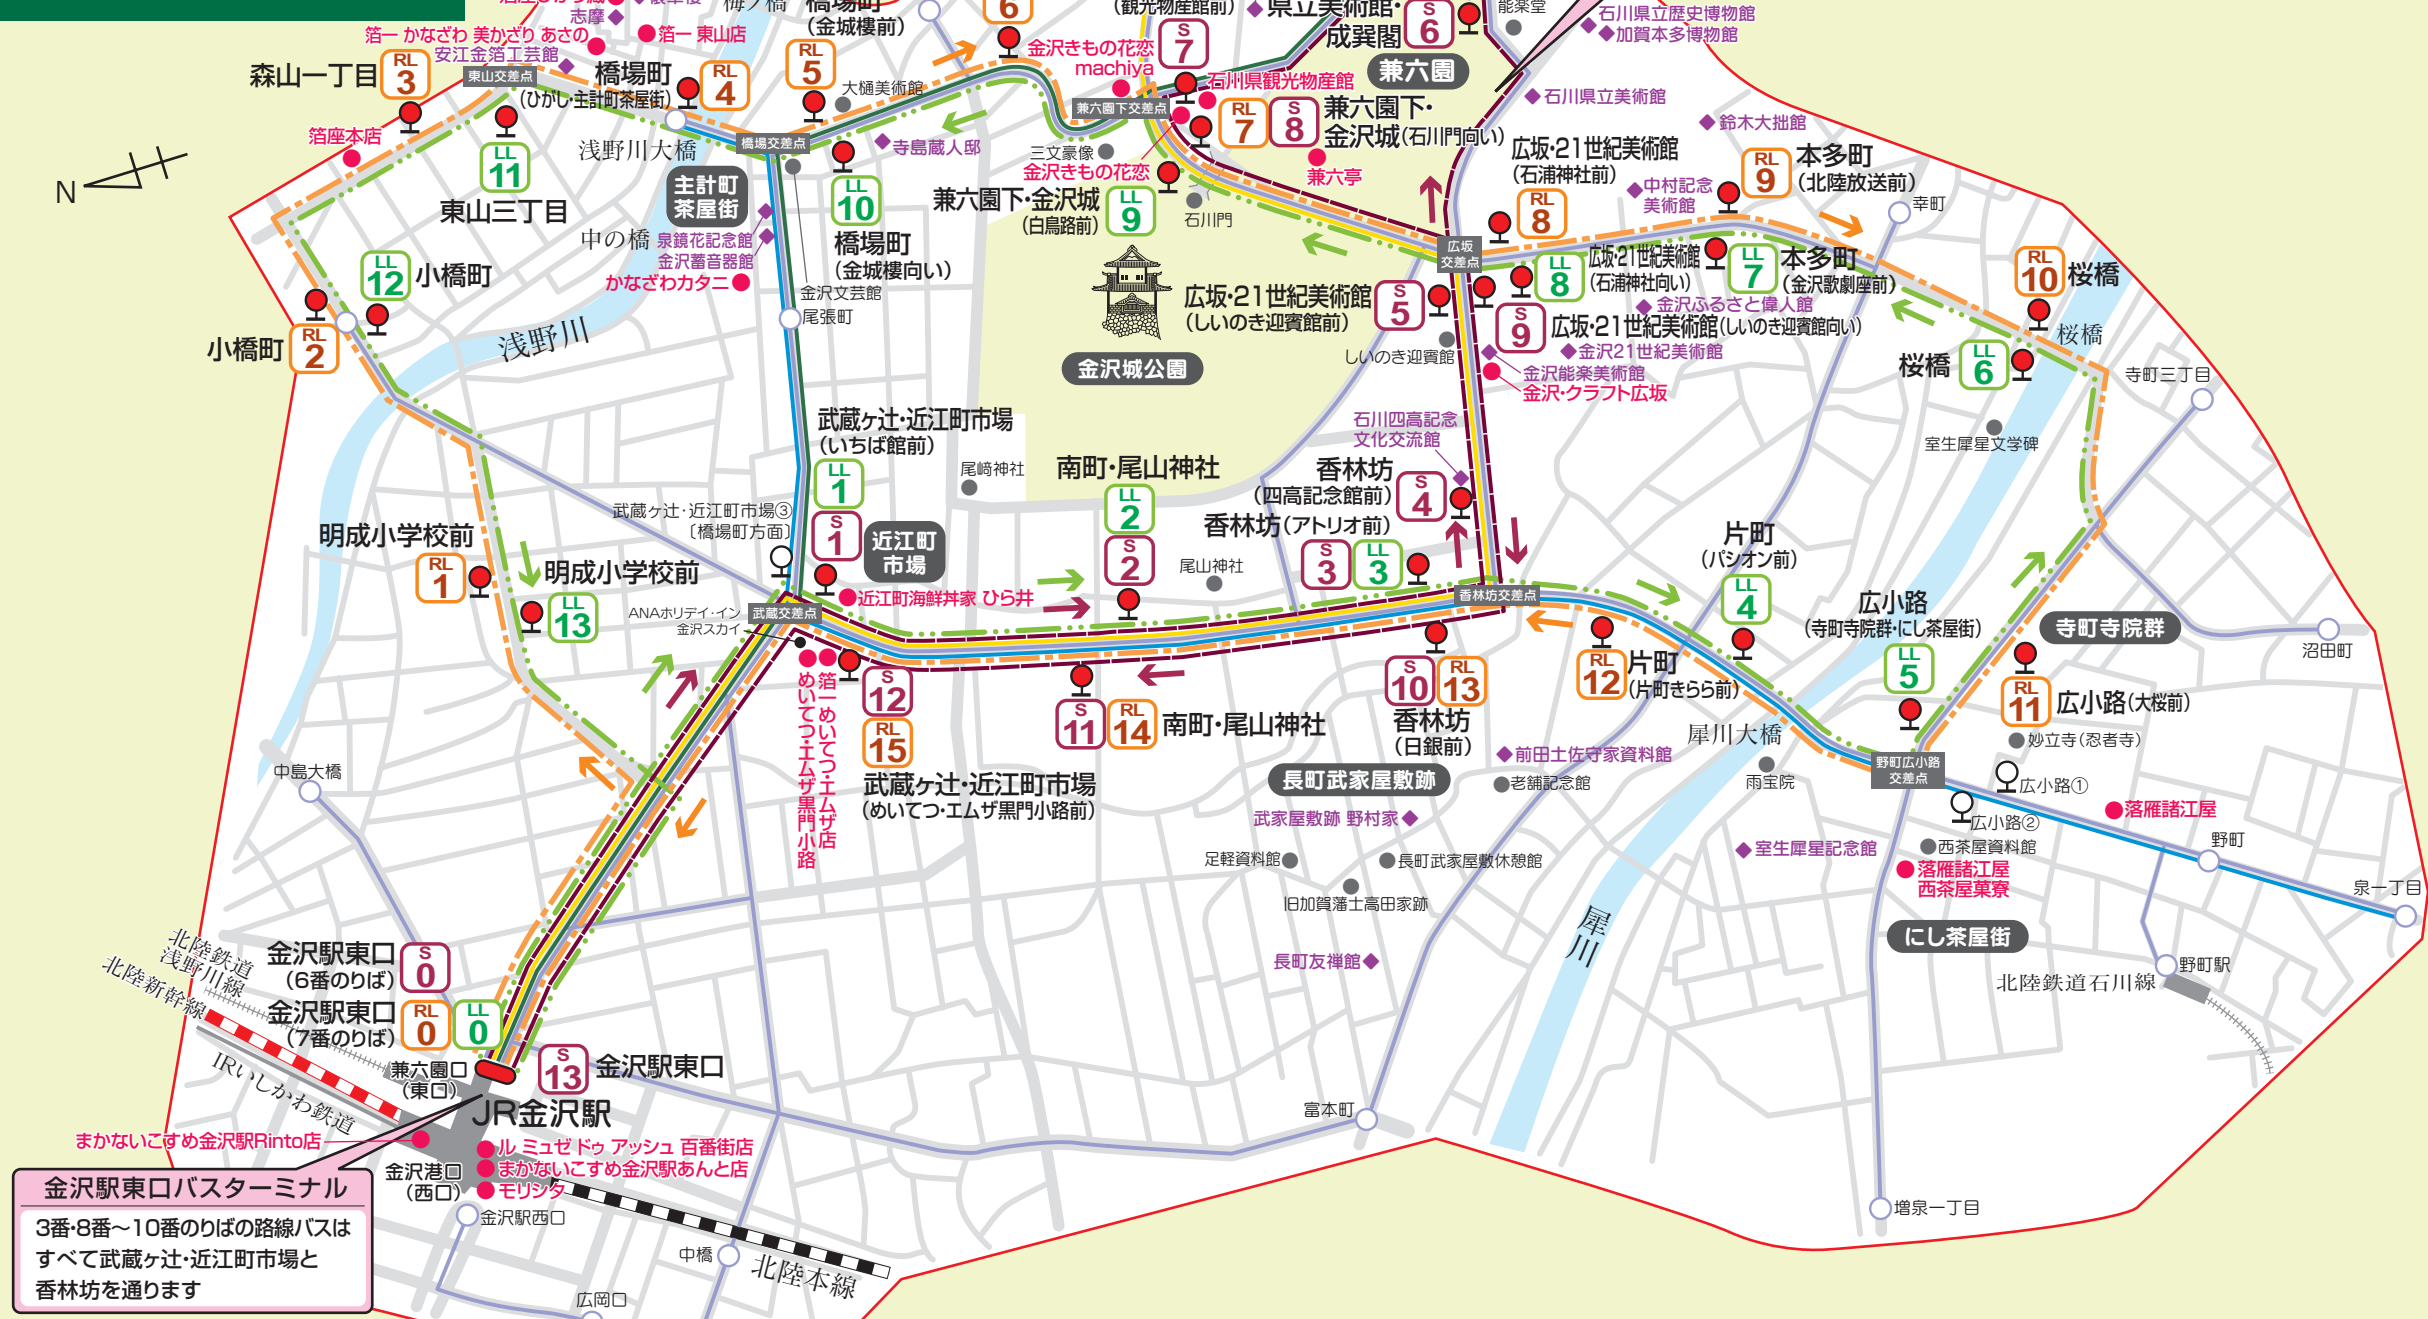 志摩
箔一 かなざわ 美かざり あさの
箔一 東山店
安江金箔工芸館
東山交差点
森山一丁目
RL
3
箔座本店
橋場町
(ひがし・主計町茶屋街)
RL
4
(金城樓前)
RL
5
大樋美術館
6
LL
11
東山三丁目
浅野川大橋
橋場交差点
主計町
茶屋街
中の橋
泉鏡花記念館
金沢蓄音器館
かなざわカタニ
LL
10
橋場町
(金城樓向い)
金沢文芸館
尾張町
寺島蔵人邸
N
LL
12
小橋町
小橋町
RL
2
浅野川
(観光物産館前)
金沢きもの花恋
machiya
S
7
兼六園下交差点
石川県観光物産館
三文豪像
金沢きもの花恋
兼六園下・金沢城
(白鳥路前)
LL
9
石川門
RL
7
S
8
兼六園下・
金沢城(石川門向い)
兼六亭
県立美術館・
成巽閣
S
6
能楽堂
兼六園
石川県立歴史博物館
加賀本多博物館
石川県立美術館
鈴木大拙館
広坂・21世紀美術館
(石浦神社前)
RL
8
中村記念
美術館
RL
9
本多町
(北陸放送前)
幸町
広坂
交差点
LL
8
広坂・21世紀美術館
(石浦神社向い)
LL
7
本多町
(金沢歌劇座前)
金沢ふるさと偉人館
RL
10
桜橋
桜橋
桜橋
LL
6
寺町三丁目
室生犀星文学碑
広坂・21世紀美術館
(しいのき迎賓館前)
S
5
S
9
広坂・21世紀美術館(しいのき迎賓館向い)
しいのき迎賓館
金沢21世紀美術館
金沢能楽美術館
金沢・クラフト広坂
金沢城公園
石川四高記念
文化交流館
武蔵ヶ辻・近江町市場
(いちば館前)
LL
1
S
1
近江町
市場
武蔵ヶ辻・近江町市場③
〔橋場町方面〕
尾﨑神社
南町・尾山神社
LL
2
S
2
尾山神社
香林坊
(四高記念館前)
S
4
香林坊(アトリオ前)
S
3
LL
3
明成小学校前
RL
1
明成小学校前
LL
13
ANAホリデイ・イン
金沢スカイ
武蔵交差点
近江町海鮮丼家 ひら井
香林坊交差点
片町
(パシオン前)
LL
4
広小路
(寺町寺院群・にし茶屋街)
LL
5
寺町寺院群
沼田町
箔一 めいてつ・エムザ店
めいてつ・エムザ黒門小路
S
12
RL
15
武蔵ヶ辻・近江町市場
(めいてつ・エムザ黒門小路前)
S
11
RL
14
南町・尾山神社
S
10
RL
13
香林坊
(日銀前)
RL
12
片町
(片町きらら前)
RL
11
広小路(大桜前)
妙立寺(忍者寺)
犀川大橋
野町広小路
交差点
広小路①
広小路②
前田土佐守家資料館
老舗記念館
雨宝院
長町武家屋敷跡
武家屋敷跡 野村家
足軽資料館
長町武家屋敷休憩館
旧加賀藩士高田家跡
長町友禅館
室生犀星記念館
西茶屋資料館
落雁諸江屋
西茶屋菓寮
落雁諸江屋
野町
泉一丁目
にし茶屋街
犀川
野町駅
北陸鉄道石川線
増泉一丁目
富本町
中島大橋
北陸鉄道
浅野川線
北陸新幹線
IRいしかわ鉄道
金沢駅東口
(6番のりば)
S
0
金沢駅東口
(7番のりば)
RL
0
LL
0
兼六園口
(東口)
S
13
金沢駅東口
JR金沢駅
まかないこすめ金沢駅Rinto店
ル ミュゼ ドゥ アッシュ 百番街店
まかないこすめ金沢駅あんと店
モリシタ
金沢港口
(西口)
金沢駅西口
中橋
北陸本線
広岡口
金沢駅東口バスターミナル
3番・8番～10番のりばの路線バスは
すべて武蔵ヶ辻・近江町市場と
香林坊を通ります